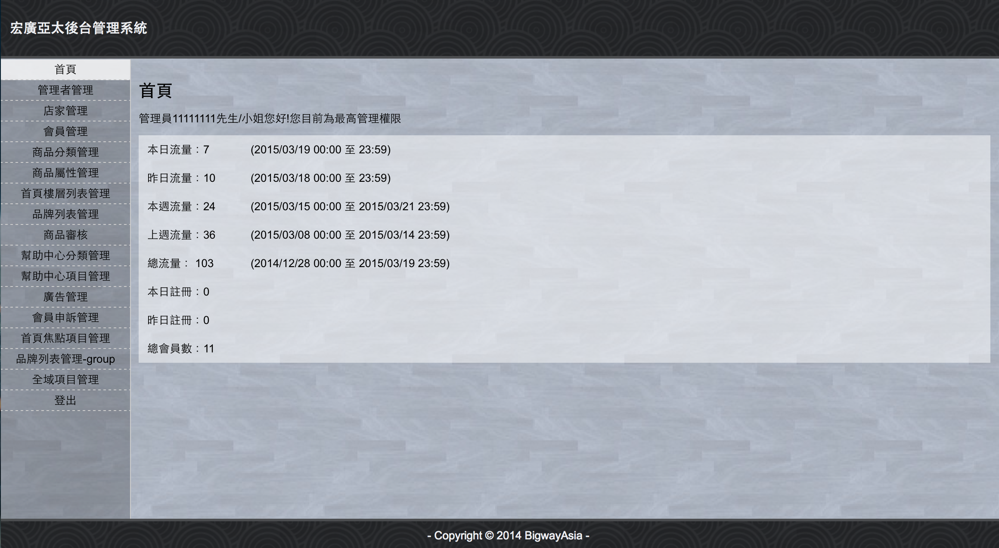 宏廣亞太後台管理系統
首頁
管理者管理
店家管理
會員管理
商品分類管理
商品屬性管理
首頁樓層列表管理
品牌列表管理
商品審核
幫助中心分類管理
幫助中心項目管理
廣告管理
會員申訴管理
首頁焦點項目管理
品牌列表管理-group
全域項目管理
登出
首頁
管理員11111111先生/小姐您好!您目前為最高管理權限
本日流量：7 (2015/03/19 00:00 至 23:59)
昨日流量：10 (2015/03/18 00:00 至 23:59)
本週流量：24 (2015/03/15 00:00 至 2015/03/21 23:59)
上週流量：36 (2015/03/08 00:00 至 2015/03/14 23:59)
總流量： 103 (2014/12/28 00:00 至 2015/03/19 23:59)
本日註冊：0
昨日註冊：0
總會員數：11
- Copyright © 2014 BigwayAsia -